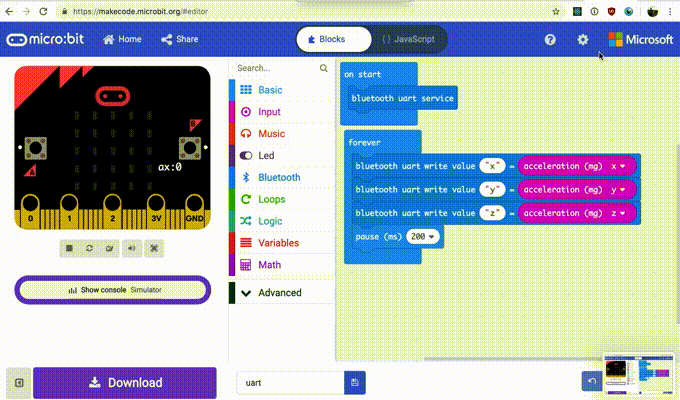 https://makecode.microbit.org/#editor
micro:bit
Home
Share
Blocks
{} JavaScript
Microsoft
Search...
Basic
Input
Music
Led
Bluetooth
Loops
Logic
Variables
Math
Advanced
B
A
ax:0
0 1 2 3V GND
Show console Simulator
Download
uart
on start
bluetooth uart service
forever
bluetooth uart write value "x" = acceleration (mg) x
bluetooth uart write value "y" = acceleration (mg) y
bluetooth uart write value "z" = acceleration (mg) z
pause (ms) 200